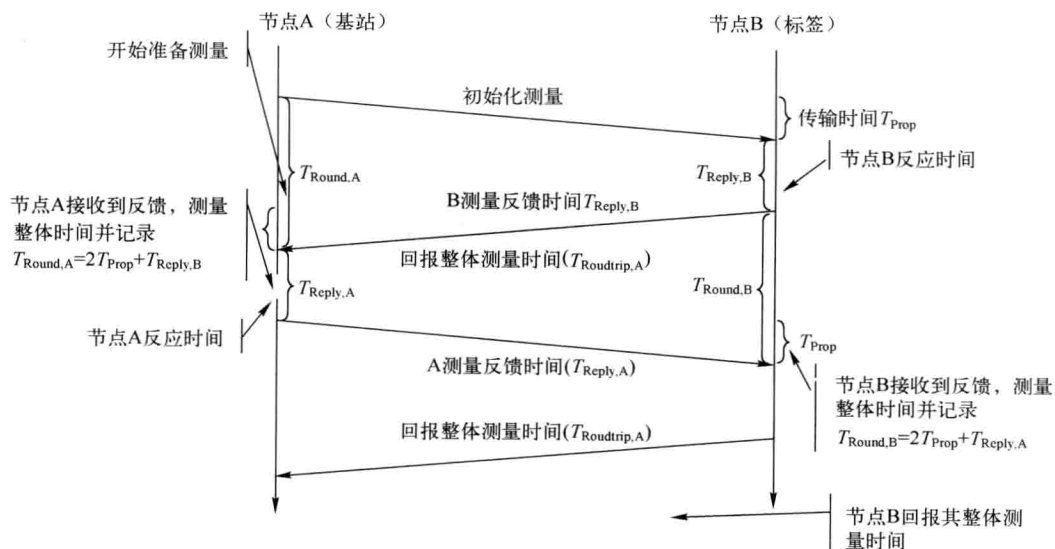 节点A（基站）
节点B（标签）
开始准备测量
初始化测量
传输时间T_Prop
节点B反应时间
T_Round,A
T_Reply,B
B测量反馈时间T_Reply,B
节点A接收到反馈，测量
整体时间并记录
T_Round,A=2T_Prop+T_Reply,B
回报整体测量时间(T_Roudtrip,A)
T_Reply,A
T_Round,B
节点A反应时间
T_Prop
A测量反馈时间(T_Reply,A)
节点B接收到反馈，测量
整体时间并记录
T_Round,B=2T_Prop+T_Reply,A
回报整体测量时间(T_Roudtrip,A)
节点B回报其整体测
量时间